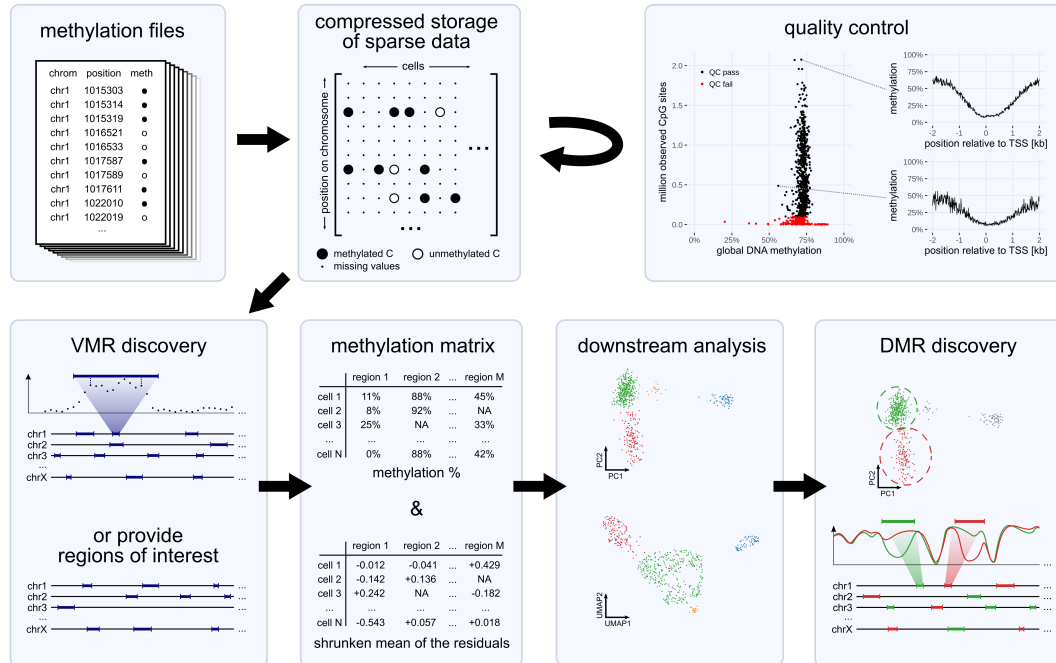 methylation files
chrom position meth
chr1 1015303 ●
chr1 1015314 ●
chr1 1015319 ●
chr1 1016521 o
chr1 1016533 o
chr1 1017587 ●
chr1 1017589 o
chr1 1017611 ●
chr1 1022010 ●
chr1 1022019 o
...
compressed storage
of sparse data
cells
position on chromosome
...
...
methylated C
unmethylated C
missing values
quality control
million observed CpG sites
2.0
1.5
1.0
0.5
0.0
QC pass
QC fail
0% 25% 50% 75% 100%
global DNA methylation
methylation
100%
75%
50%
25%
0%
-2 -1 0 1 2
position relative to TSS [kb]
methylation
100%
75%
50%
25%
0%
-2 -1 0 1 2
position relative to TSS [kb]
VMR discovery
...
chr1 ...
chr2 ...
chr3 ...
...
chrX ...
or provide
regions of interest
chr1 ...
chr2 ...
chr3 ...
...
chrX ...
methylation matrix
region 1 region 2 ... region M
cell 1 11% 88% ... 45%
cell 2 8% 92% ... NA
cell 3 25% NA ... 33%
... ... ... ...
cell N 0% 88% ... 42%
methylation %
&
region 1 region 2 ... region M
cell 1 -0.012 -0.041 ... +0.429
cell 2 -0.142 +0.136 ... NA
cell 3 +0.242 NA ... -0.182
... ... ... ...
cell N -0.543 +0.057 ... +0.018
shrunken mean of the residuals
downstream analysis
PC2
PC1
UMAP2
UMAP1
DMR discovery
PC2
PC1
...
chr1 ...
chr2 ...
chr3 ...
...
chrX ...